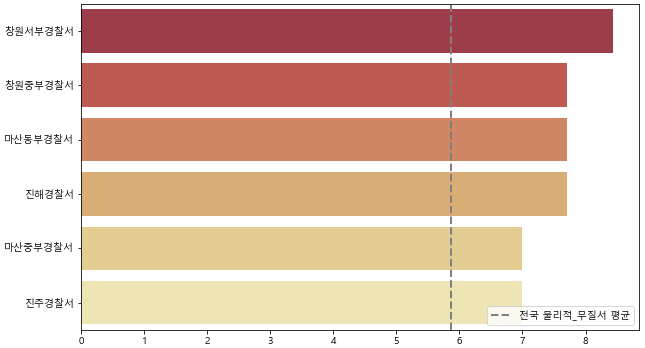 창원서부경찰서
창원중부경찰서
마산동부경찰서
진해경찰서
마산중부경찰서
진주경찰서
전국 물리적_무질서 평균
0 1 2 3 4 5 6 7 8